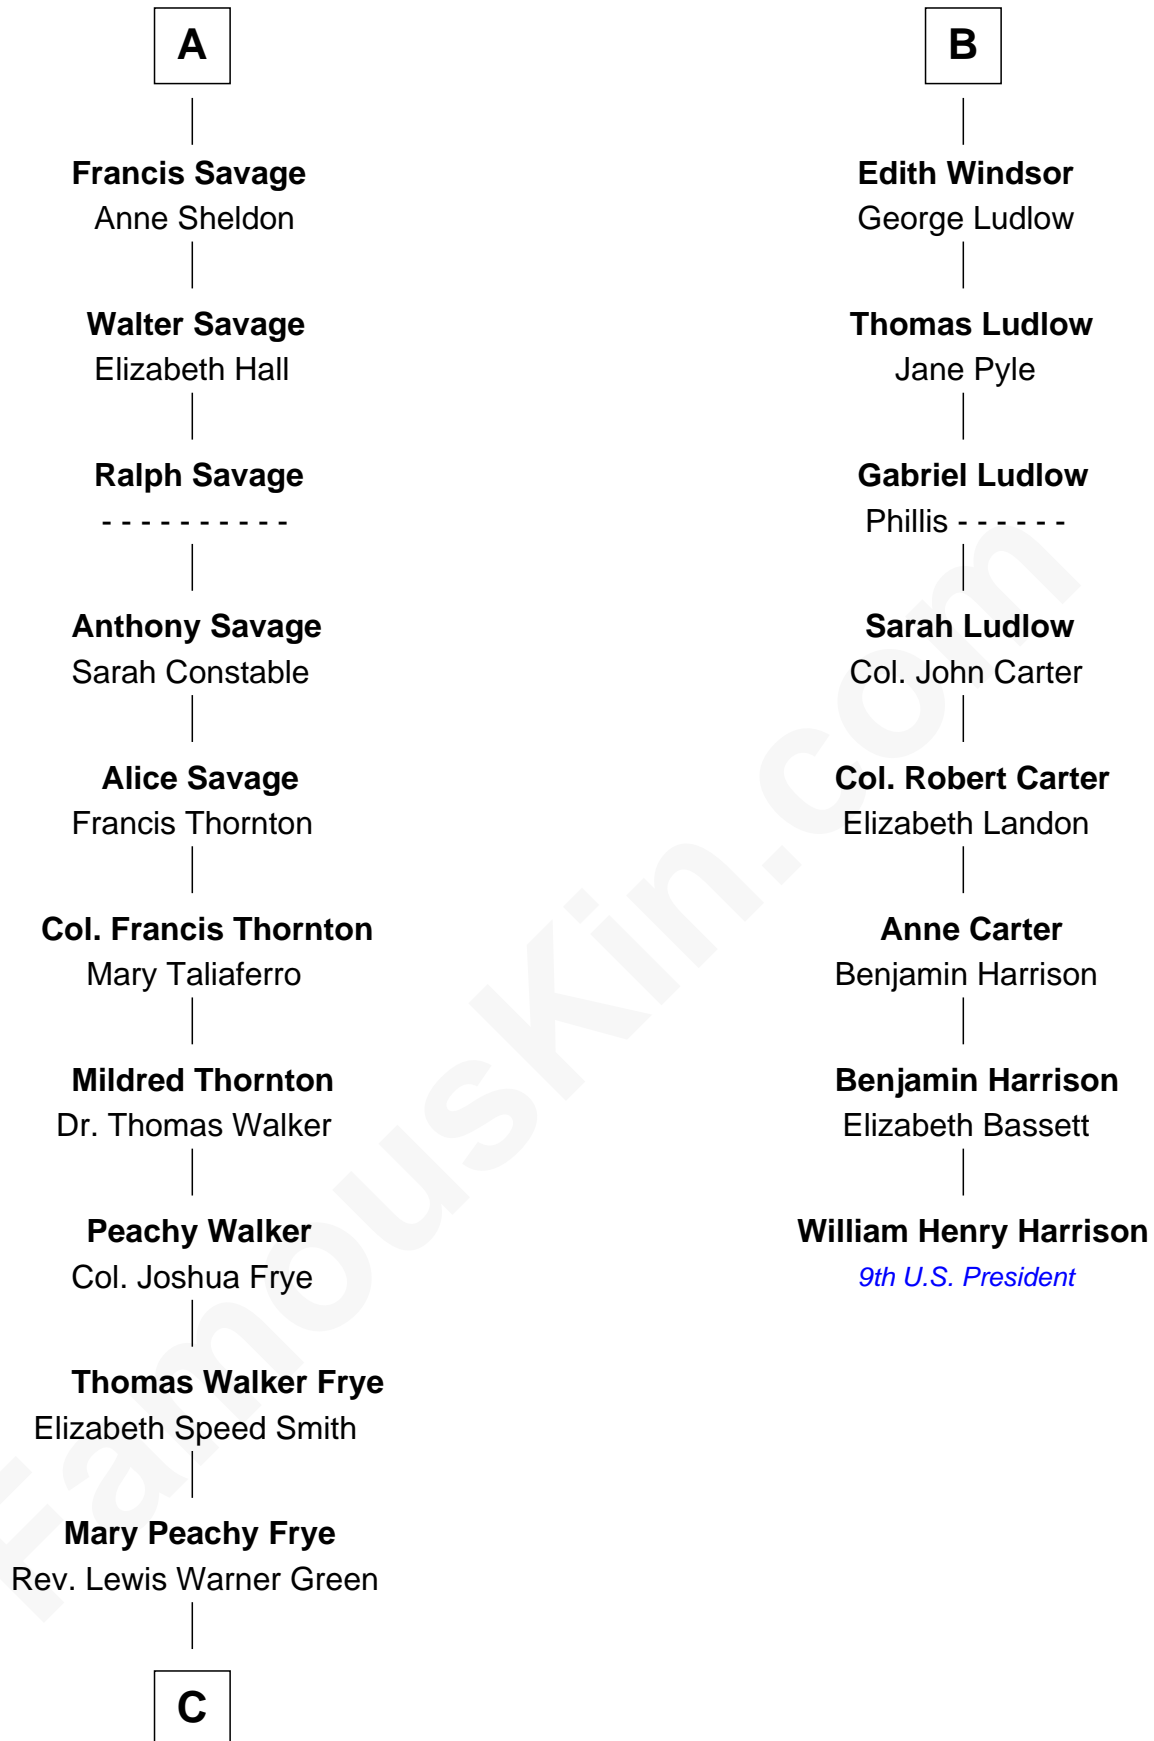 A
Francis Savage
Anne Sheldon
Walter Savage
Elizabeth Hall
Ralph Savage
- - - - - - - - - -
Anthony Savage
Sarah Constable
Alice Savage
Francis Thornton
Col. Francis Thornton
Mary Taliaferro
Mildred Thornton
Dr. Thomas Walker
Peachy Walker
Col. Joshua Frye
Thomas Walker Frye
Elizabeth Speed Smith
Mary Peachy Frye
Rev. Lewis Warner Green
C
B
Edith Windsor
George Ludlow
Thomas Ludlow
Jane Pyle
Gabriel Ludlow
Phillis - - - - - -
Sarah Ludlow
Col. John Carter
Col. Robert Carter
Elizabeth Landon
Anne Carter
Benjamin Harrison
Benjamin Harrison
Elizabeth Bassett
William Henry Harrison
9th U.S. President
FamousKin.com